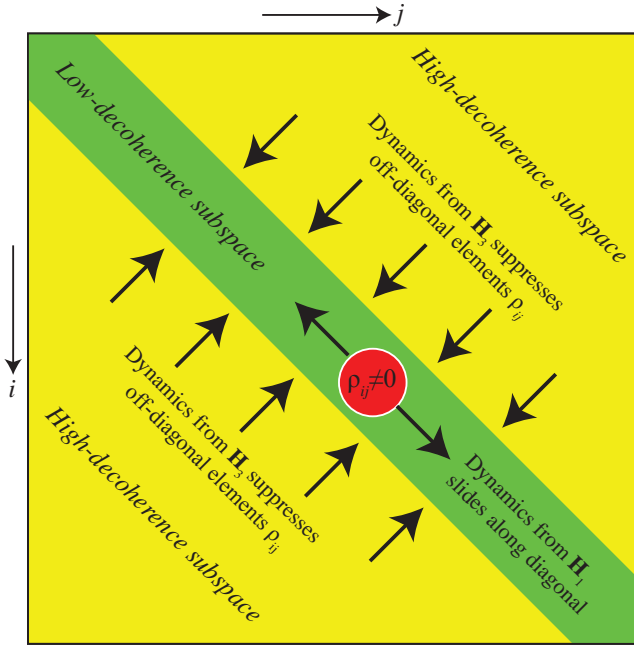 j
i
High-decoherence subspace
Low-decoherence subspace
Dynamics from H₃ suppresses
off-diagonal elements ρᵢⱼ
ρᵢⱼ≠0
Dynamics from H₃ suppresses
off-diagonal elements ρᵢⱼ
High-decoherence subspace
Dynamics from H₁
slides along diagonal